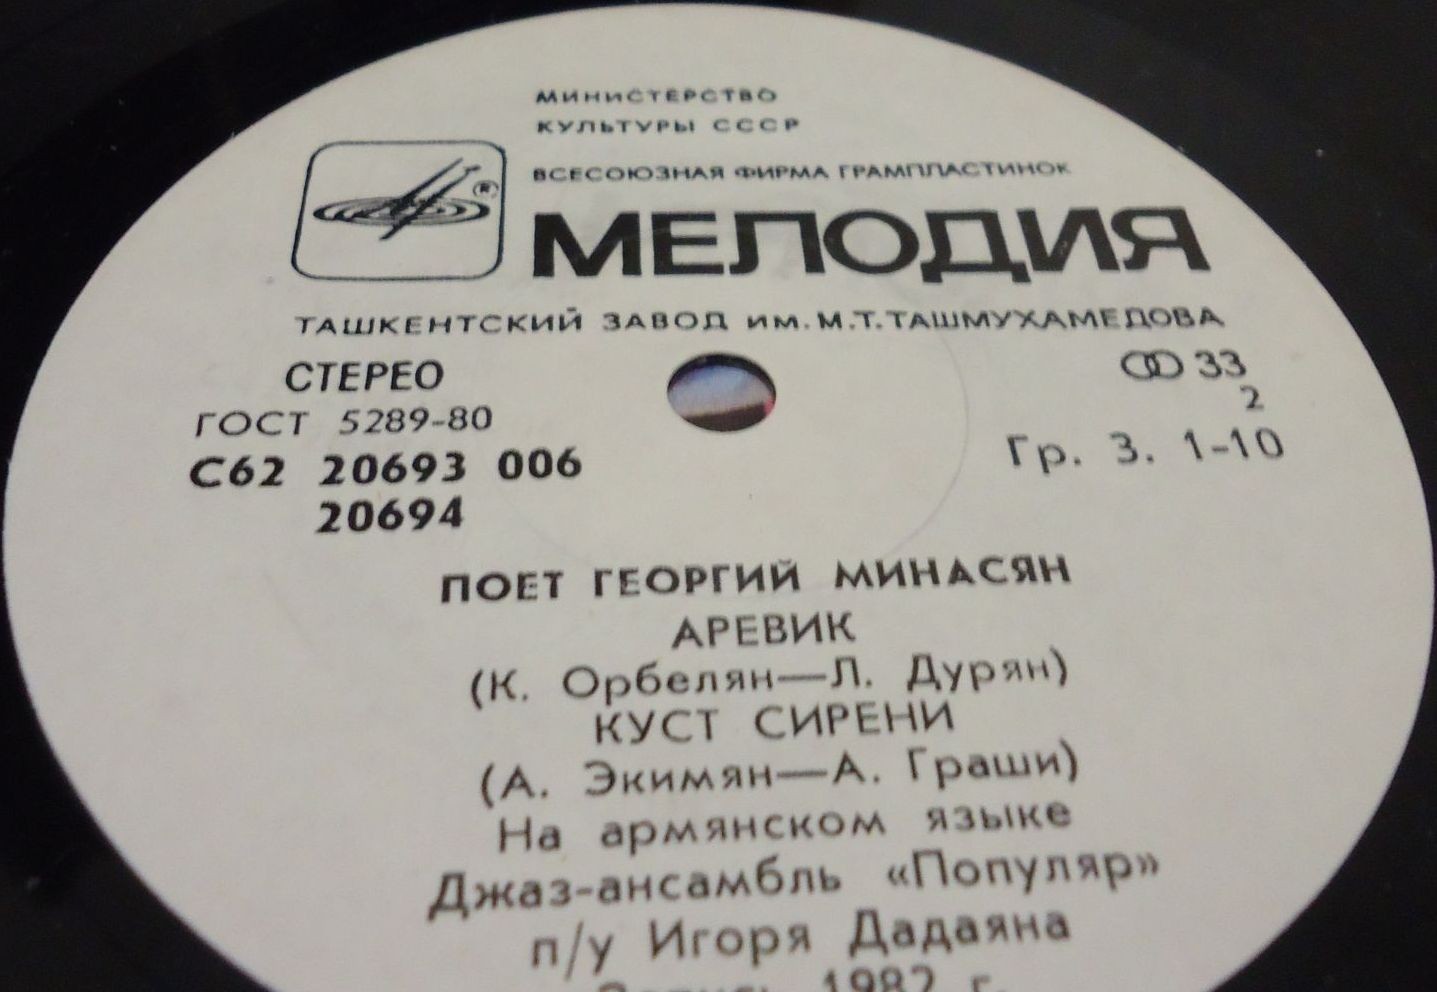 МИНИСТЕРСТВО
КУЛЬТУРЫ СССР
ВСЕСОЮЗНАЯ ФИРМА ГРАМПЛАСТИНОК
®
МЕЛОДИЯ
ТАШКЕНТСКИЙ ЗАВОД ИМ. М.Т. ТАШМУХАМЕДОВА
СТЕРЕО
33
ГОСТ 5289-80
2
С62 20693 006
Гр. 3. 1-10
20694
ПОЕТ ГЕОРГИЙ МИНАСЯН
АРЕВИК
(К. Орбелян—Л. Дурян)
КУСТ СИРЕНИ
(А. Экимян—А. Граши)
На армянском языке
Джаз-ансамбль «Популяр»
п/у Игоря Дадаяна
Запись 1982 г.